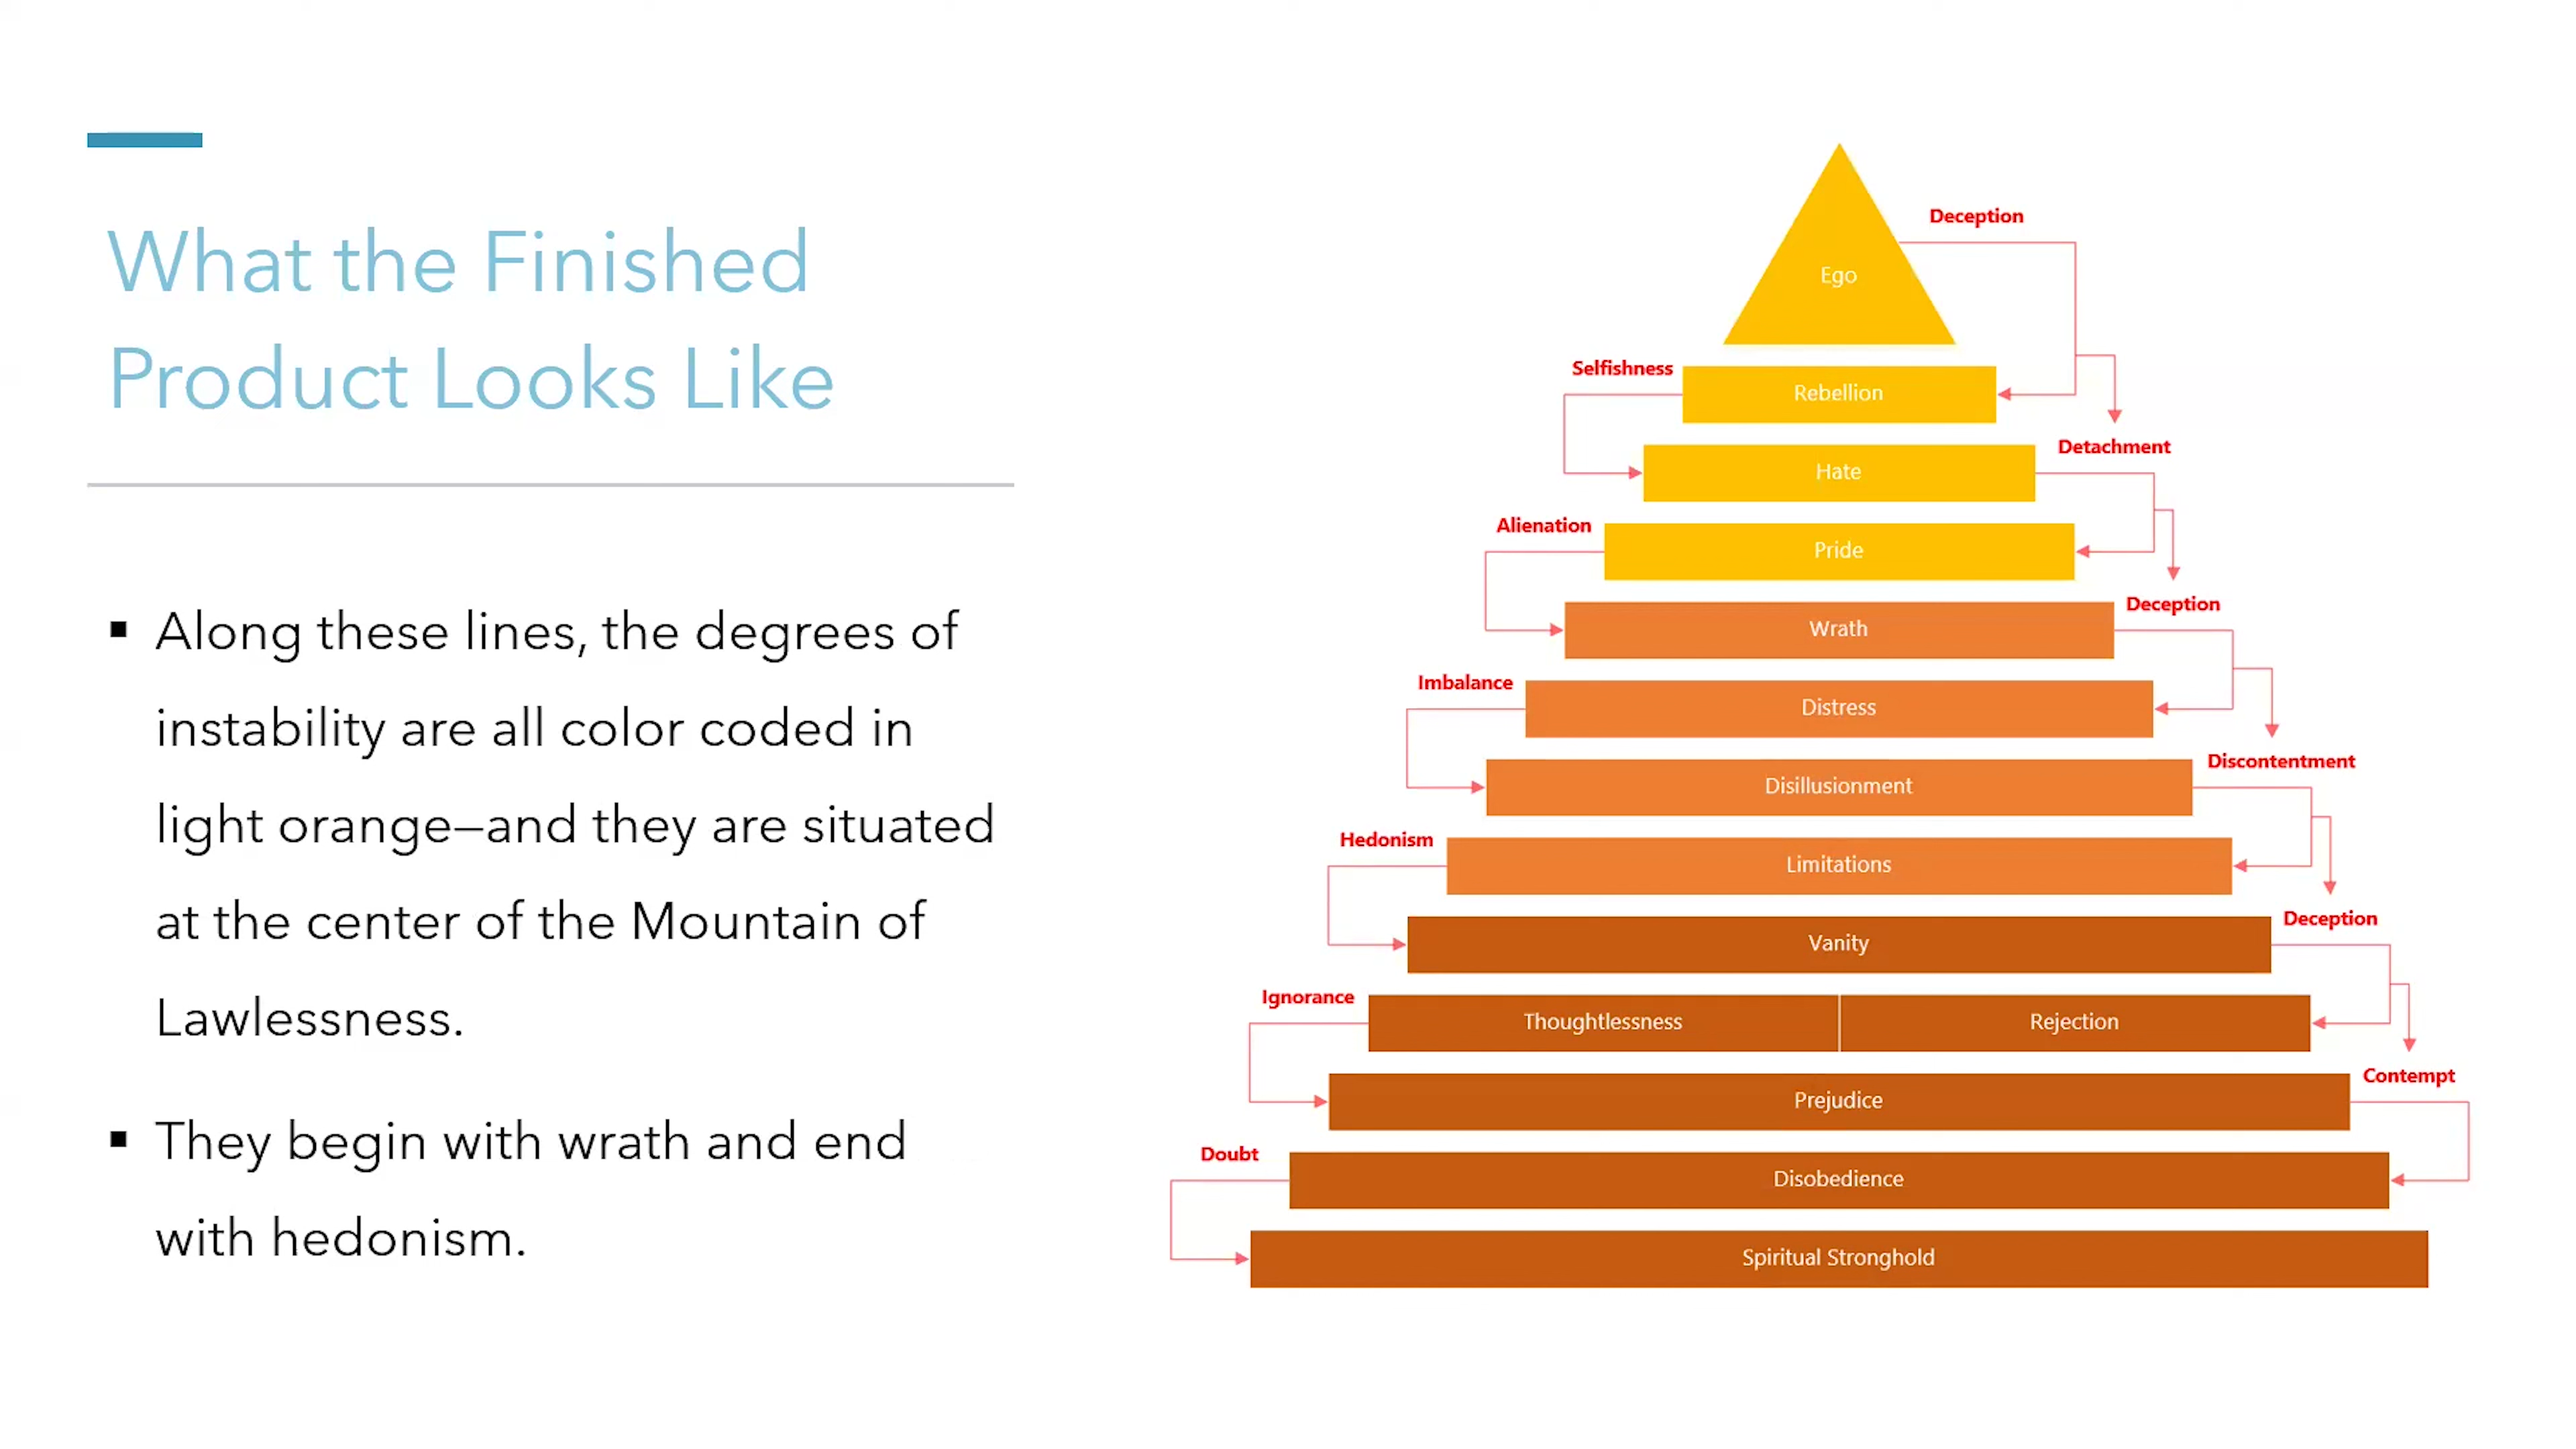 What the Finished
Product Looks Like
▪ Along these lines, the degrees of
instability are all color coded in
light orange—and they are situated
at the center of the Mountain of
Lawlessness.
▪ They begin with wrath and end
with hedonism.
Deception
Ego
Selfishness
Rebellion
Detachment
Hate
Alienation
Pride
Deception
Wrath
Imbalance
Distress
Discontentment
Disillusionment
Hedonism
Limitations
Deception
Vanity
Ignorance
Thoughtlessness
Rejection
Contempt
Prejudice
Doubt
Disobedience
Spiritual Stronghold